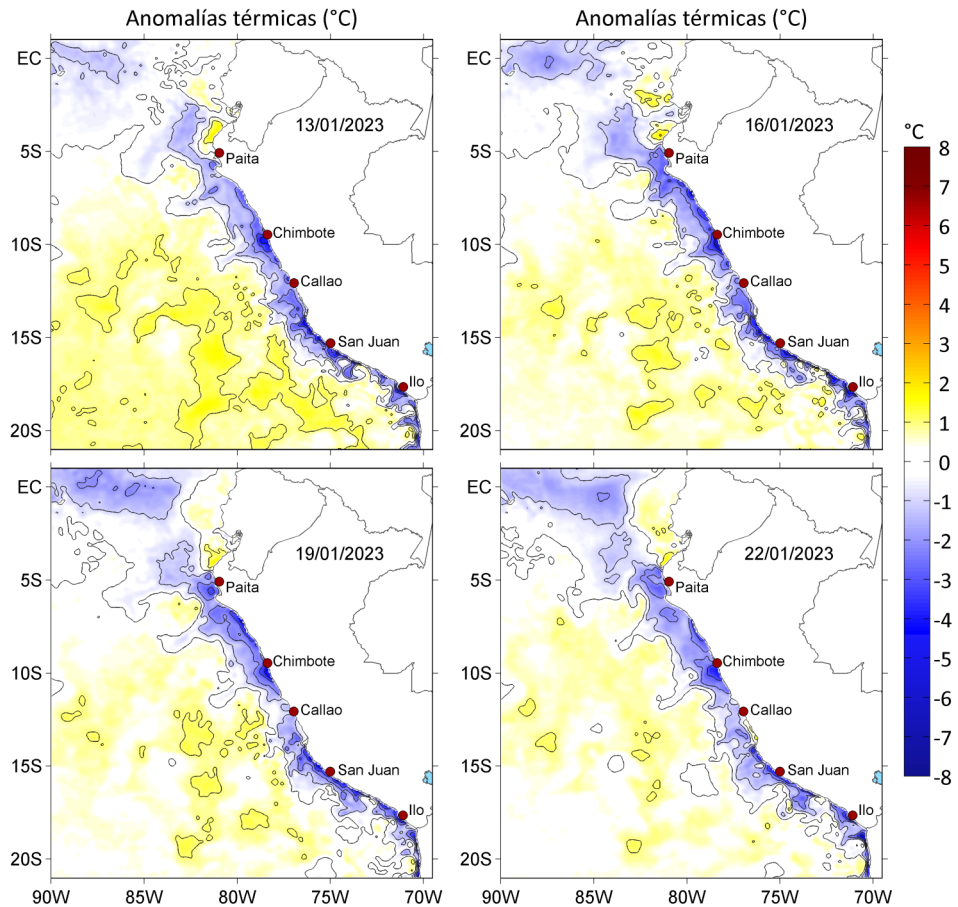 Anomalías térmicas (°C)
Anomalías térmicas (°C)
EC
5S
10S
15S
20S
13/01/2023
Paita
Chimbote
Callao
San Juan
Ilo
16/01/2023
EC
5S
10S
15S
20S
Paita
Chimbote
Callao
San Juan
Ilo
°C
8
7
6
5
4
3
2
1
0
-1
-2
-3
-4
-5
-6
-7
-8
EC
5S
10S
15S
20S
19/01/2023
Paita
Chimbote
Callao
San Juan
Ilo
90W 85W 80W 75W 70W
EC
5S
10S
15S
20S
22/01/2023
Paita
Chimbote
Callao
San Juan
Ilo
90W 85W 80W 75W 70W